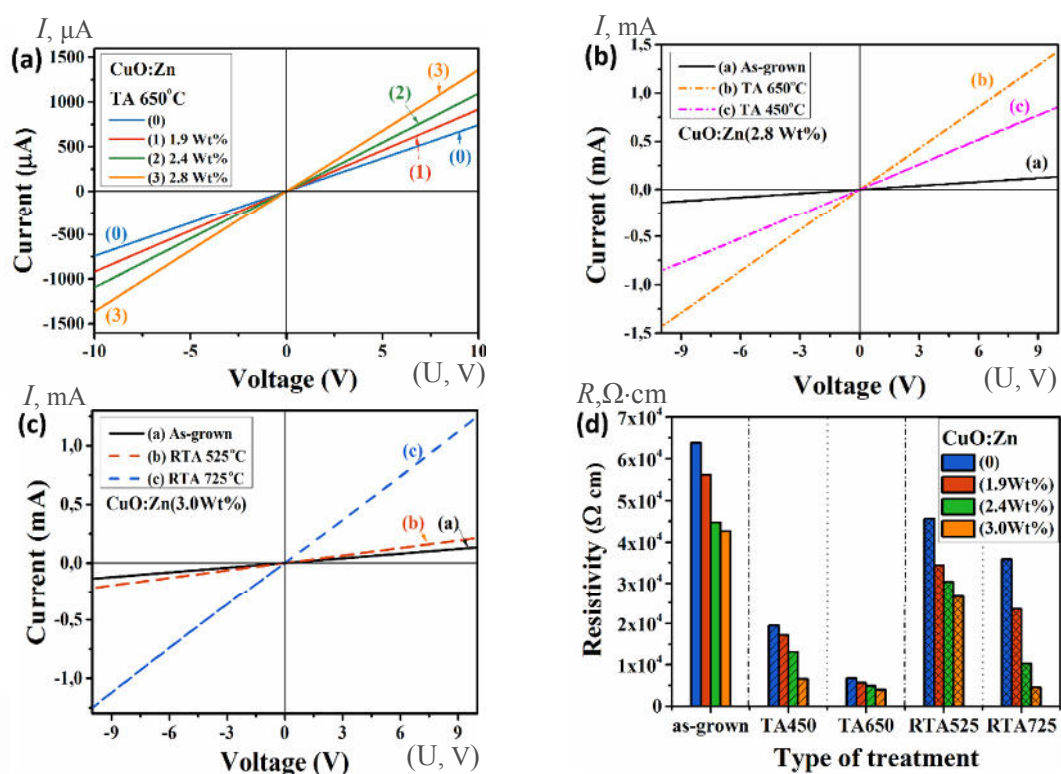 I, μA
(a)
CuO:Zn
TA 650°C
(0)
(1) 1.9 Wt%
(2) 2.4 Wt%
(3) 2.8 Wt%
(3)
(2)
(1)
(0)
(0)
(3)
1500
1000
500
0
-500
-1000
-1500
Current (μA)
-10
-5
0
5
10
Voltage (V)
(U, V)
I, mA
(b)
(a) As-grown
(b) TA 650°C
(c) TA 450°C
CuO:Zn(2.8 Wt%)
(b)
(c)
(a)
1,5
1,0
0,5
0,0
-0,5
-1,0
-1,5
Current (mA)
-9
-6
-3
0
3
6
9
Voltage (V)
(U, V)
I, mA
(c)
(a) As-grown
(b) RTA 525°C
(c) RTA 725°C
CuO:Zn(3.0Wt%)
(c)
(b)
(a)
1,0
0,5
0,0
-0,5
-1,0
Current (mA)
-9
-6
-3
0
3
6
9
Voltage (V)
(U, V)
R,Ω·cm
(d)
CuO:Zn
(0)
(1.9Wt%)
(2.4Wt%)
(3.0Wt%)
7x10⁴
6x10⁴
5x10⁴
4x10⁴
3x10⁴
2x10⁴
1x10⁴
0
Resistivity (Ω cm)
as-grown
TA450
TA650
RTA525
RTA725
Type of treatment